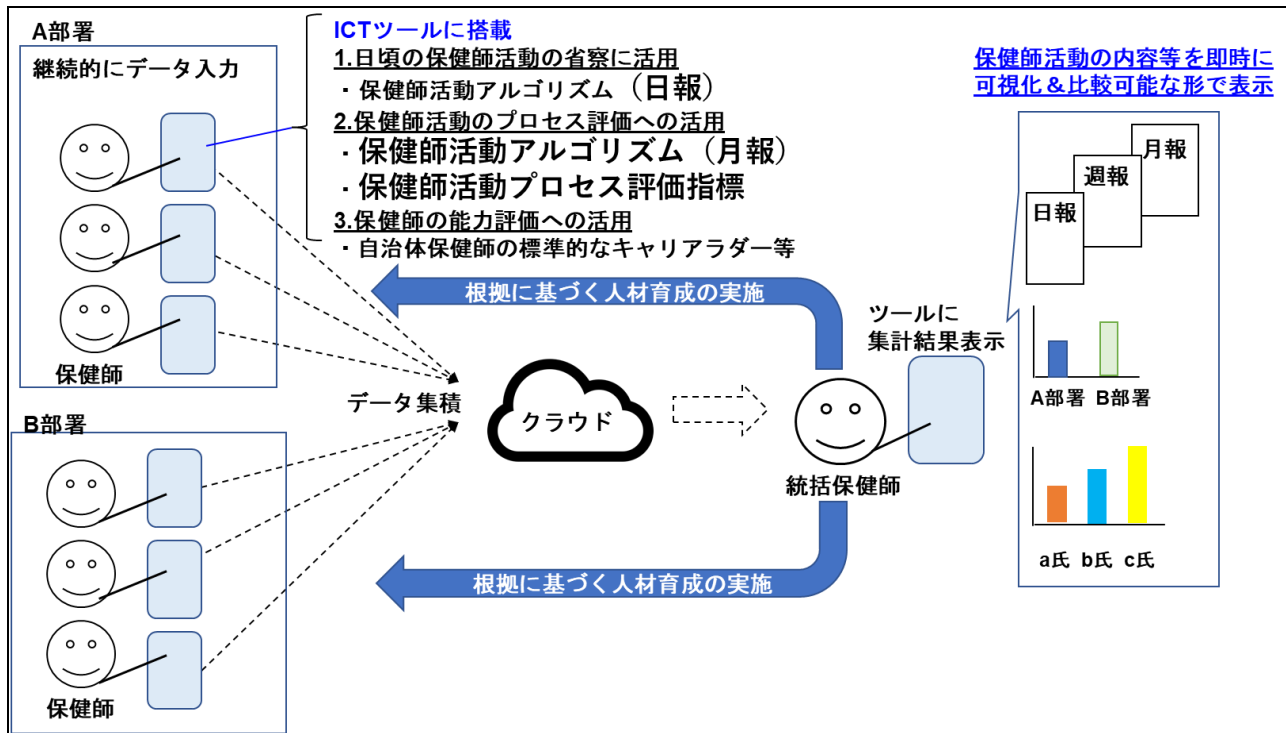 A部署
継続的にデータ入力
保健師
ICTツールに搭載
1.日頃の保健師活動の省察に活用
・保健師活動アルゴリズム（日報）
2.保健師活動のプロセス評価への活用
・保健師活動アルゴリズム（月報）
・保健師活動プロセス評価指標
3.保健師の能力評価への活用
・自治体保健師の標準的なキャリアラダー等
根拠に基づく人材育成の実施
データ集積
クラウド
B部署
保健師
根拠に基づく人材育成の実施
ツールに
集計結果表示
統括保健師
保健師活動の内容等を即時に
可視化＆比較可能な形で表示
月報
週報
日報
A部署 B部署
a氏 b氏 c氏